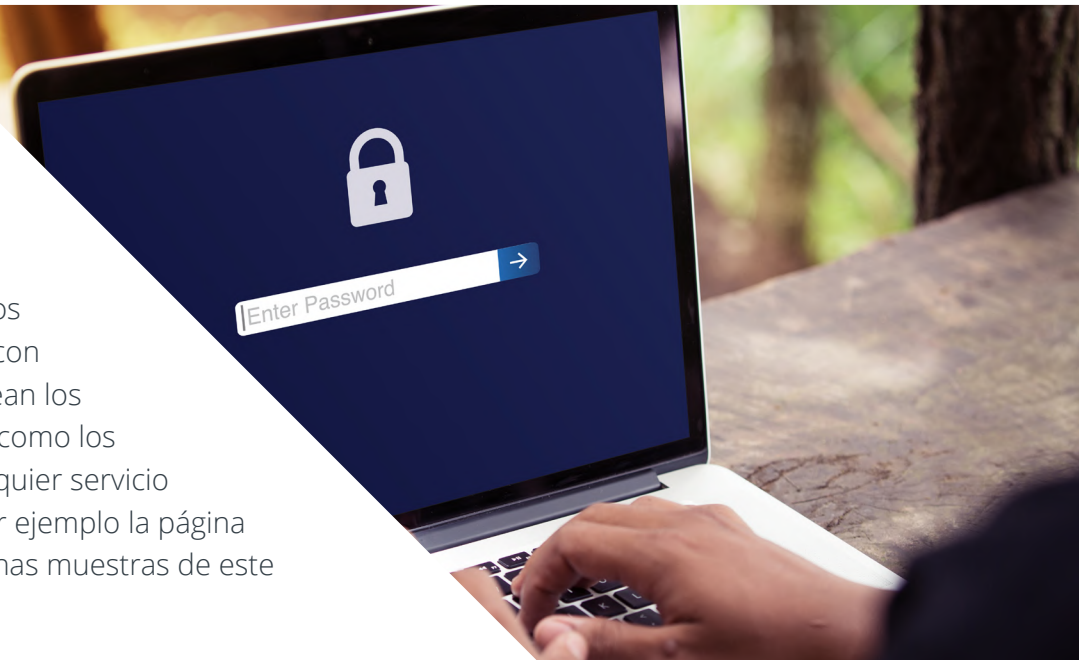 Enter Password
os
con
ean los
como los
quier servicio
r ejemplo la página
nas muestras de este